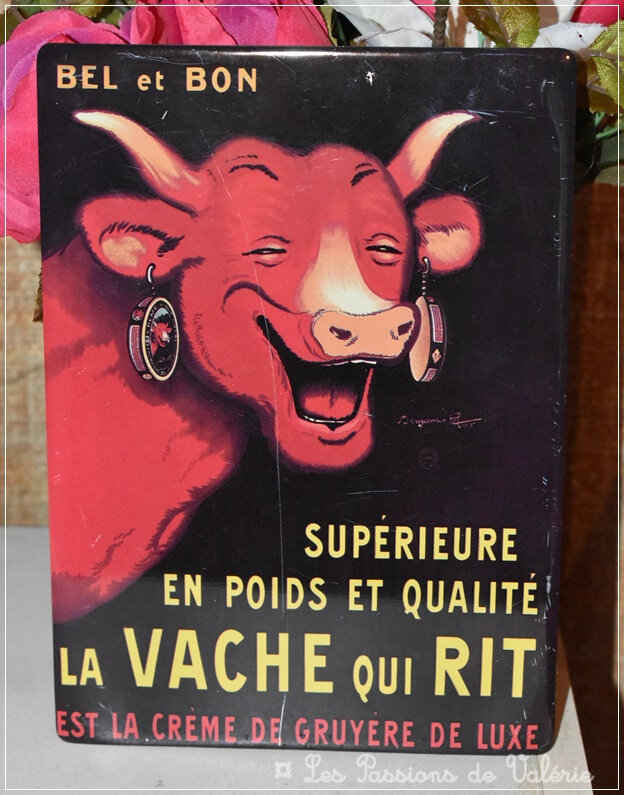 BEL et BON
Benjamin
SUPÉRIEURE
EN POIDS ET QUALITÉ
LA VACHE QUI RIT
EST LA CRÈME DE GRUYÈRE DE LUXE
¤ Les Passions de Valérie